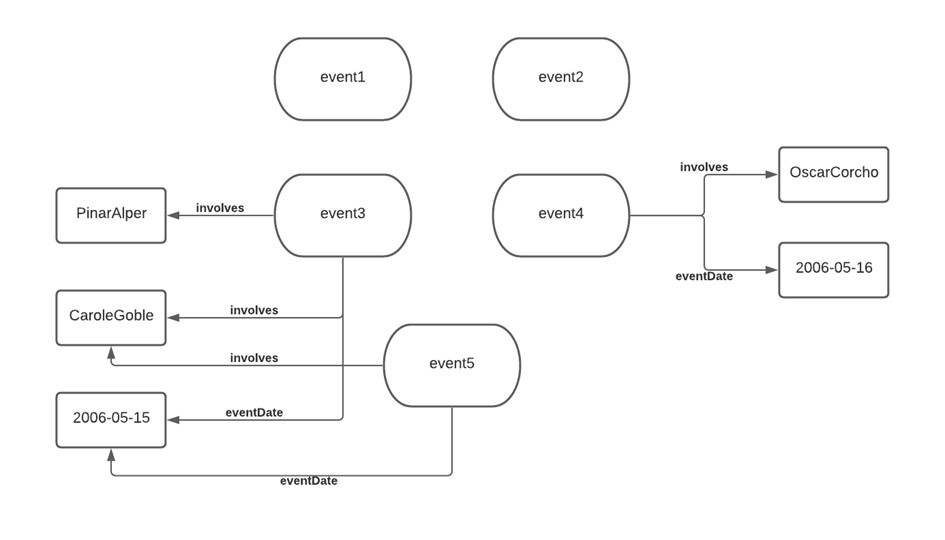 event1
event2
involves
OscarCorcho
PinarAlper
involves
event3
event4
2006-05-16
eventDate
CaroleGoble
involves
involves
event5
2006-05-15
eventDate
eventDate